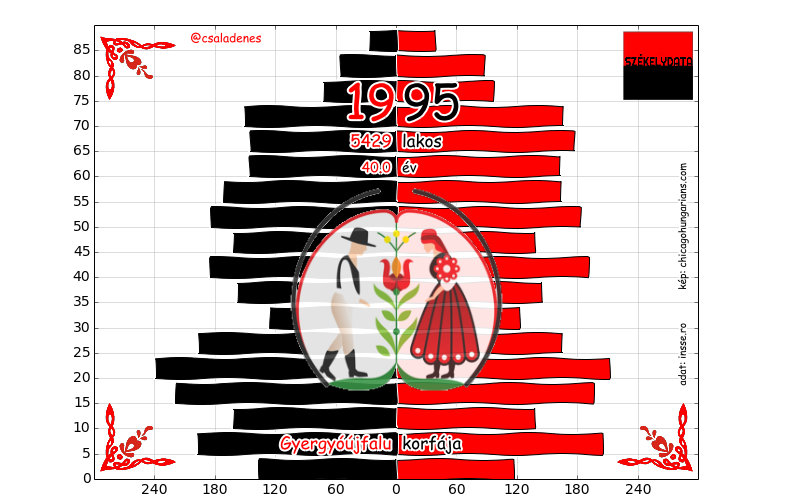 @csaladenes
SZÉKELYDATA
1995
5429 lakos
40.0 év
kép: chicagohungarians.com
adat: insse.ro
Gyergyóújfalu korfája
85
80
75
70
65
60
55
50
45
40
35
30
25
20
15
10
5
0
240 180 120 60 0 60 120 180 240